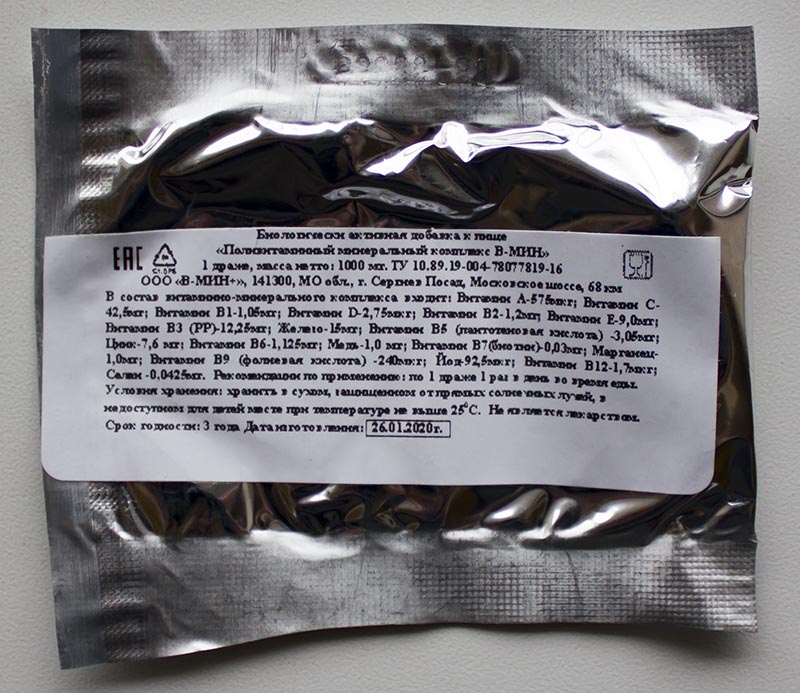 Биологически активная добавка к пище
«Поливитаминный минеральный комплекс В-МИН»
1 драже, масса нетто: 1000 мг. ТУ 10.89.19-004-78077819-16
ООО «В-МИН+», 141300, МО обл., г. Сергиев Посад, Московское шоссе, 68 км
EAC
C/LDPE
В состав витаминно-минерального комплекса входит: Витамин А-575мкг; Витамин С-
42,5мг; Витамин В1-1,05мг; Витамин D-2,75мкг; Витамин В2-1,2мг; Витамин Е-9,0мг;
Витамин В3 (РР)-12,25мг; Железо-15мг; Витамин В5 (пантотеновая кислота) -3,05мг;
Цинк-7,6 мг; Витамин В6-1,125мг; Медь-1,0 мг; Витамин В7(биотин)-0,03мг; Марганец-
1,0мг; Витамин В9 (фолиевая кислота) -240мкг; Йод-92,5мкг; Витамин В12-1,7мкг;
Селен -0,0425мг. Рекомендации по применению: по 1 драже 1 раз в день во время еды.
Условия хранения: хранить в сухом, защищенном от прямых солнечных лучей, в
недоступном для детей месте при температуре не выше 25°С. Не является лекарством.
Срок годности: 3 года Дата изготовления: 26.01.2020г.